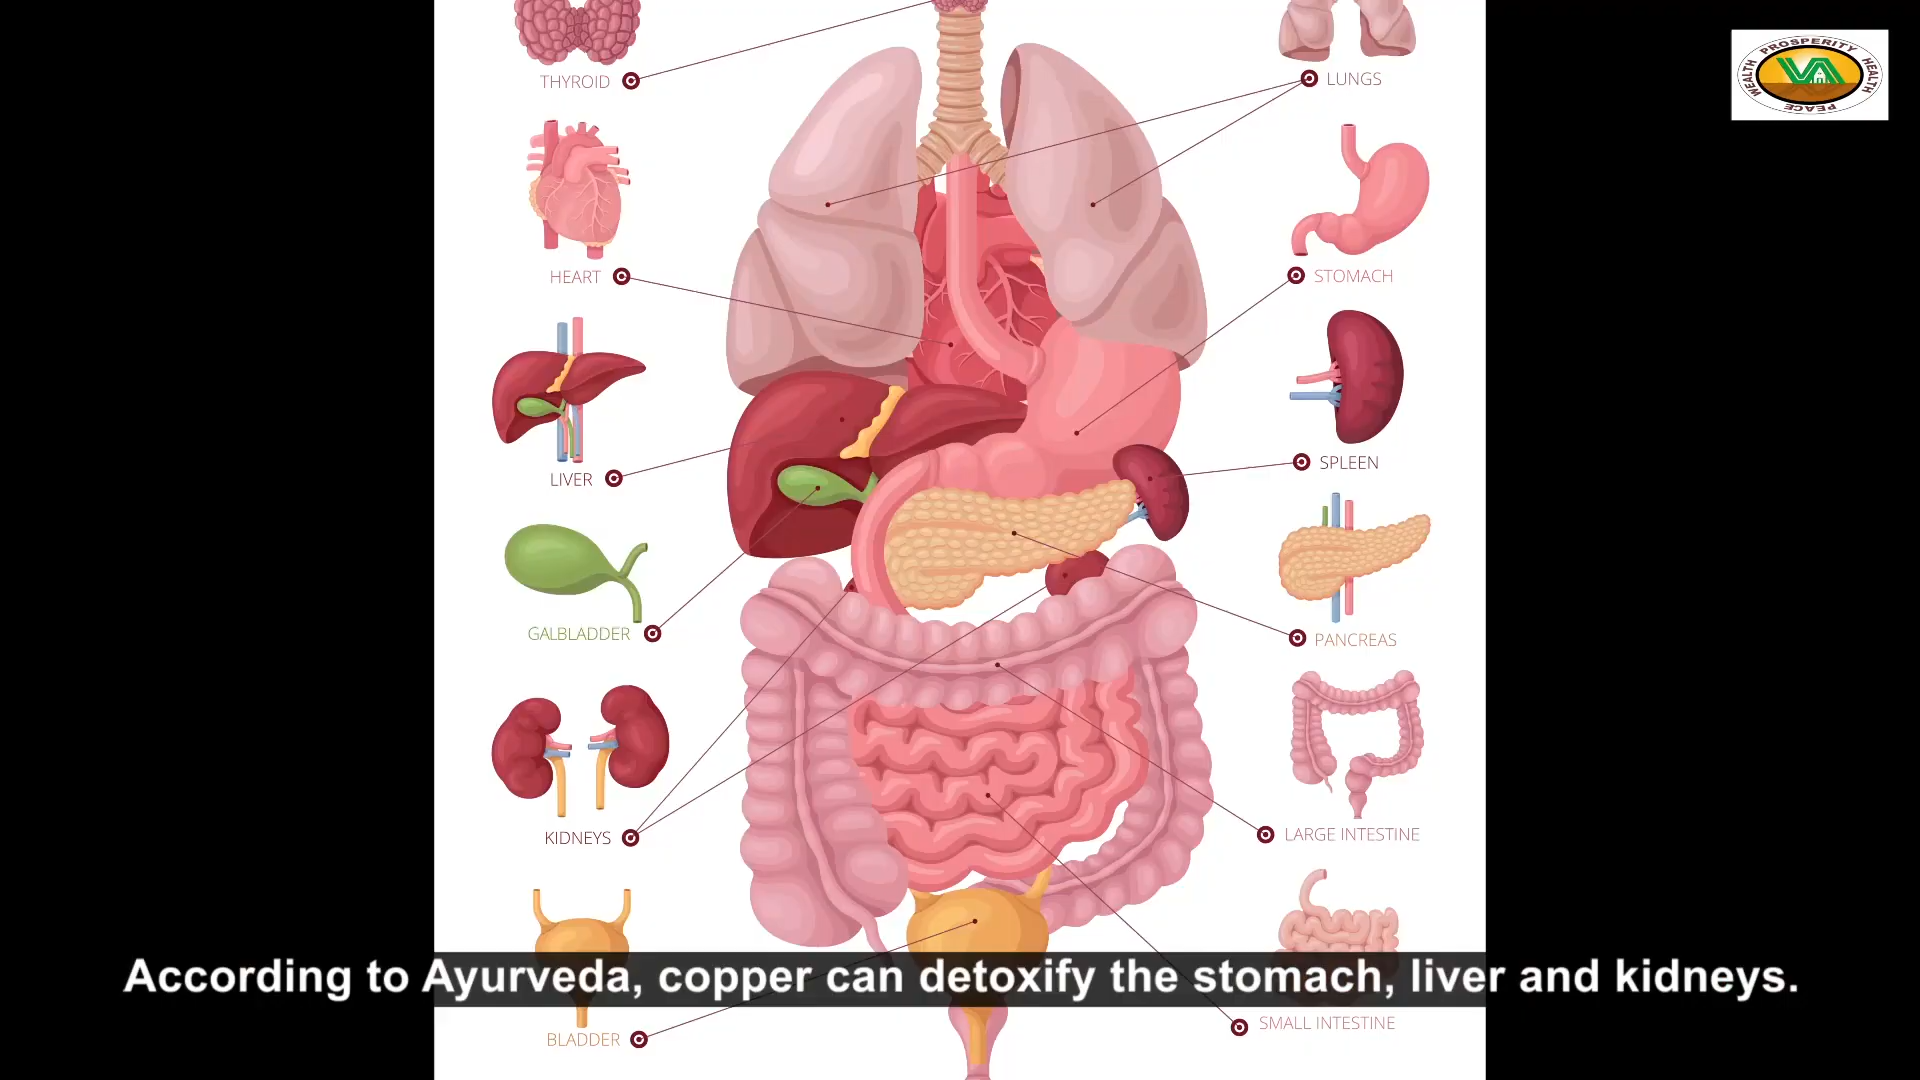 THYROID
LUNGS
HEART
STOMACH
LIVER
SPLEEN
GALBLADDER
PANCREAS
KIDNEYS
LARGE INTESTINE
According to Ayurveda, copper can detoxify the stomach, liver and kidneys.
BLADDER
SMALL INTESTINE
WEALTH PROSPERITY HEALTH PEACE
VA